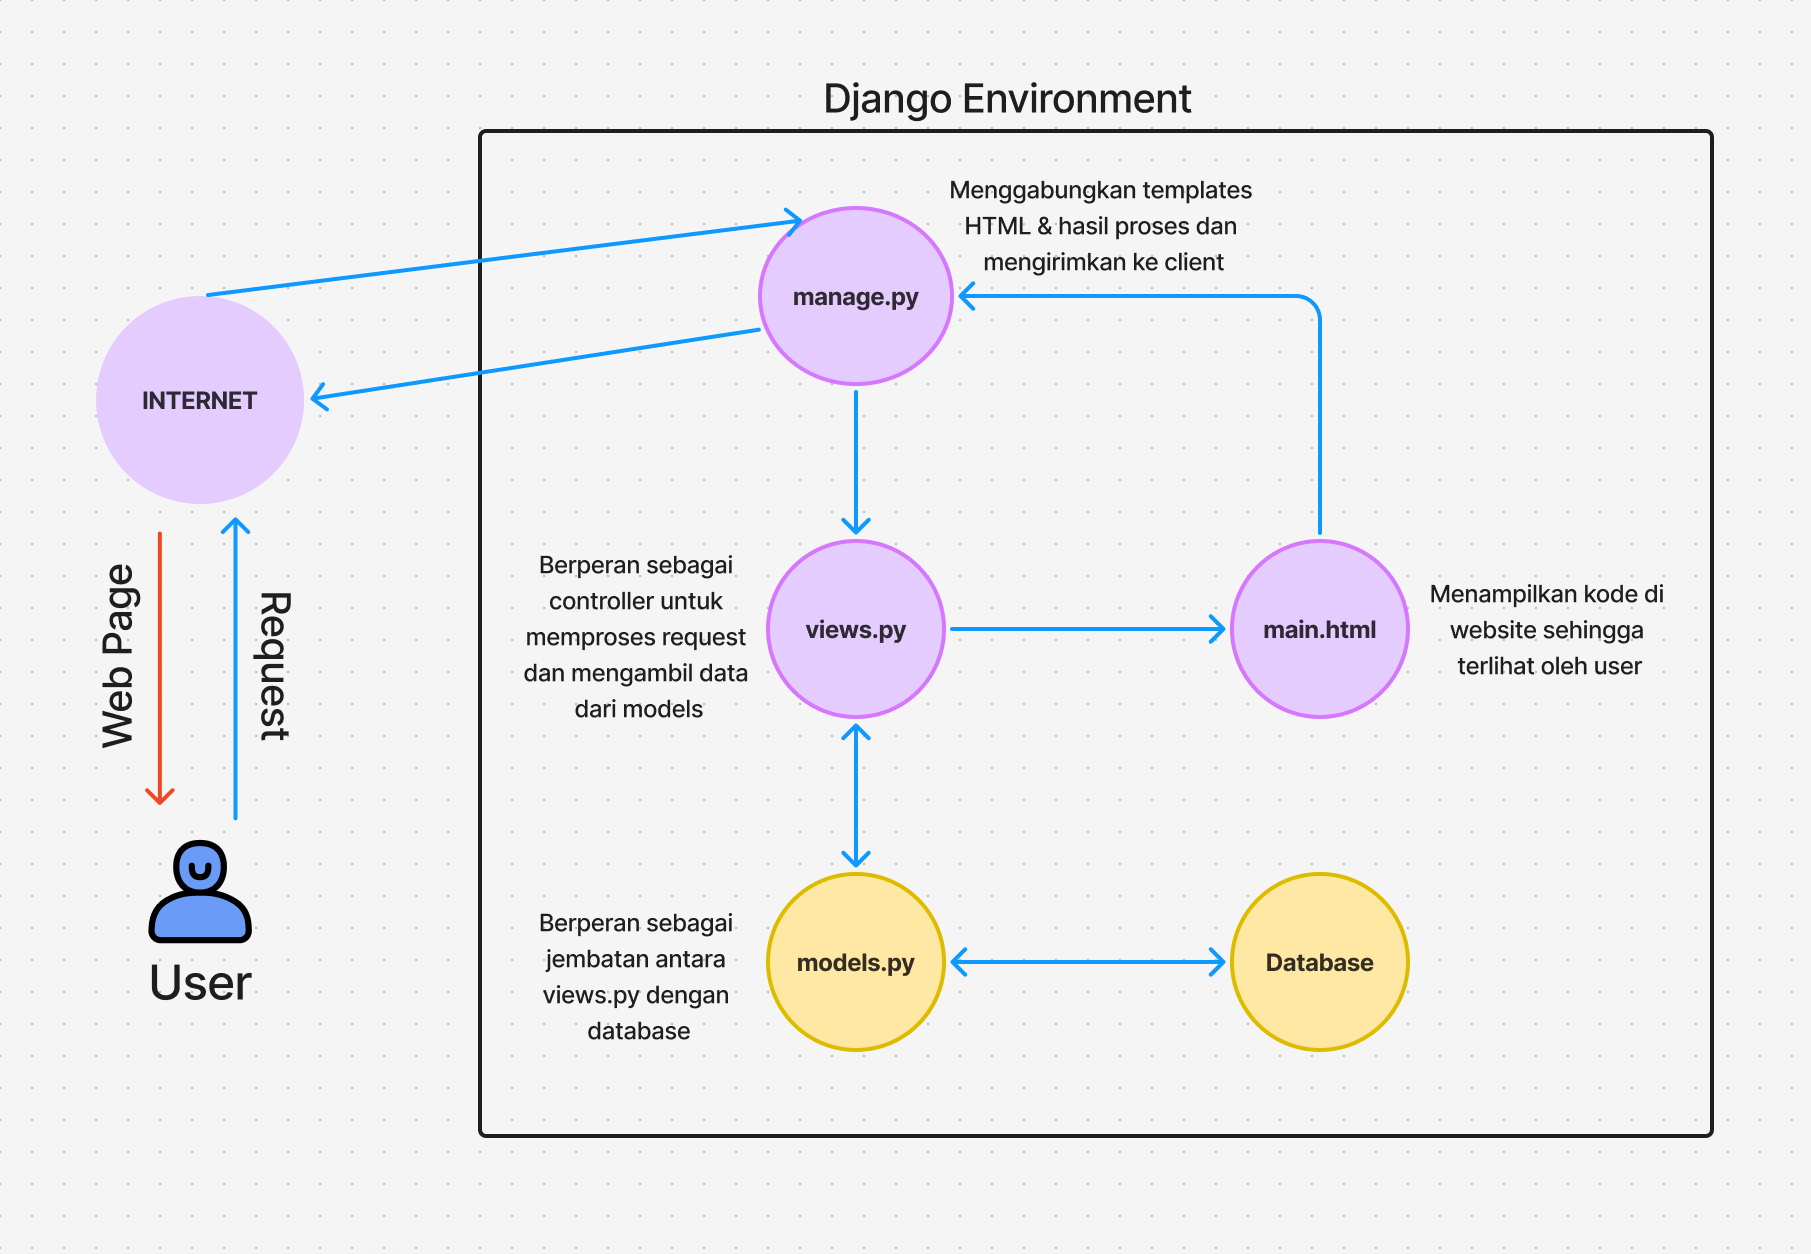 Django Environment
Menggabungkan templates
HTML & hasil proses dan
mengirimkan ke client
manage.py
INTERNET
Web Page
Request
Berperan sebagai
controller untuk
memproses request
dan mengambil data
dari models
views.py
main.html
Menampilkan kode di
website sehingga
terlihat oleh user
User
Berperan sebagai
jembatan antara
views.py dengan
database
models.py
Database